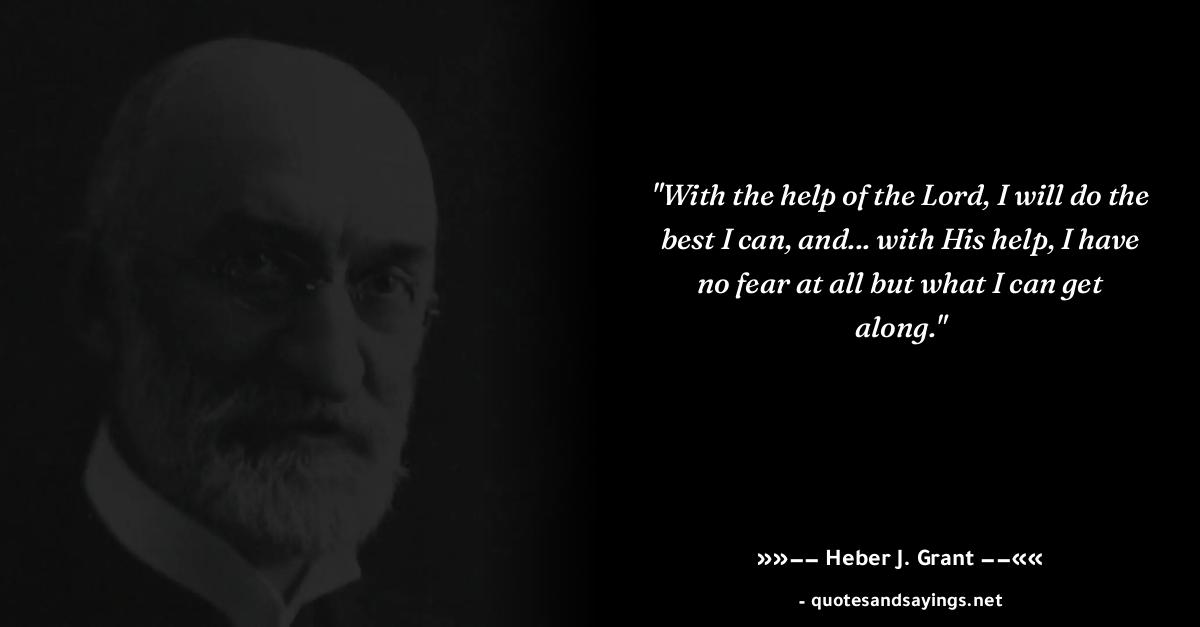 "With the help of the Lord, I will do the
best I can, and... with His help, I have
no fear at all but what I can get
along."
»»−− Heber J. Grant −−««
- quotesandsayings.net